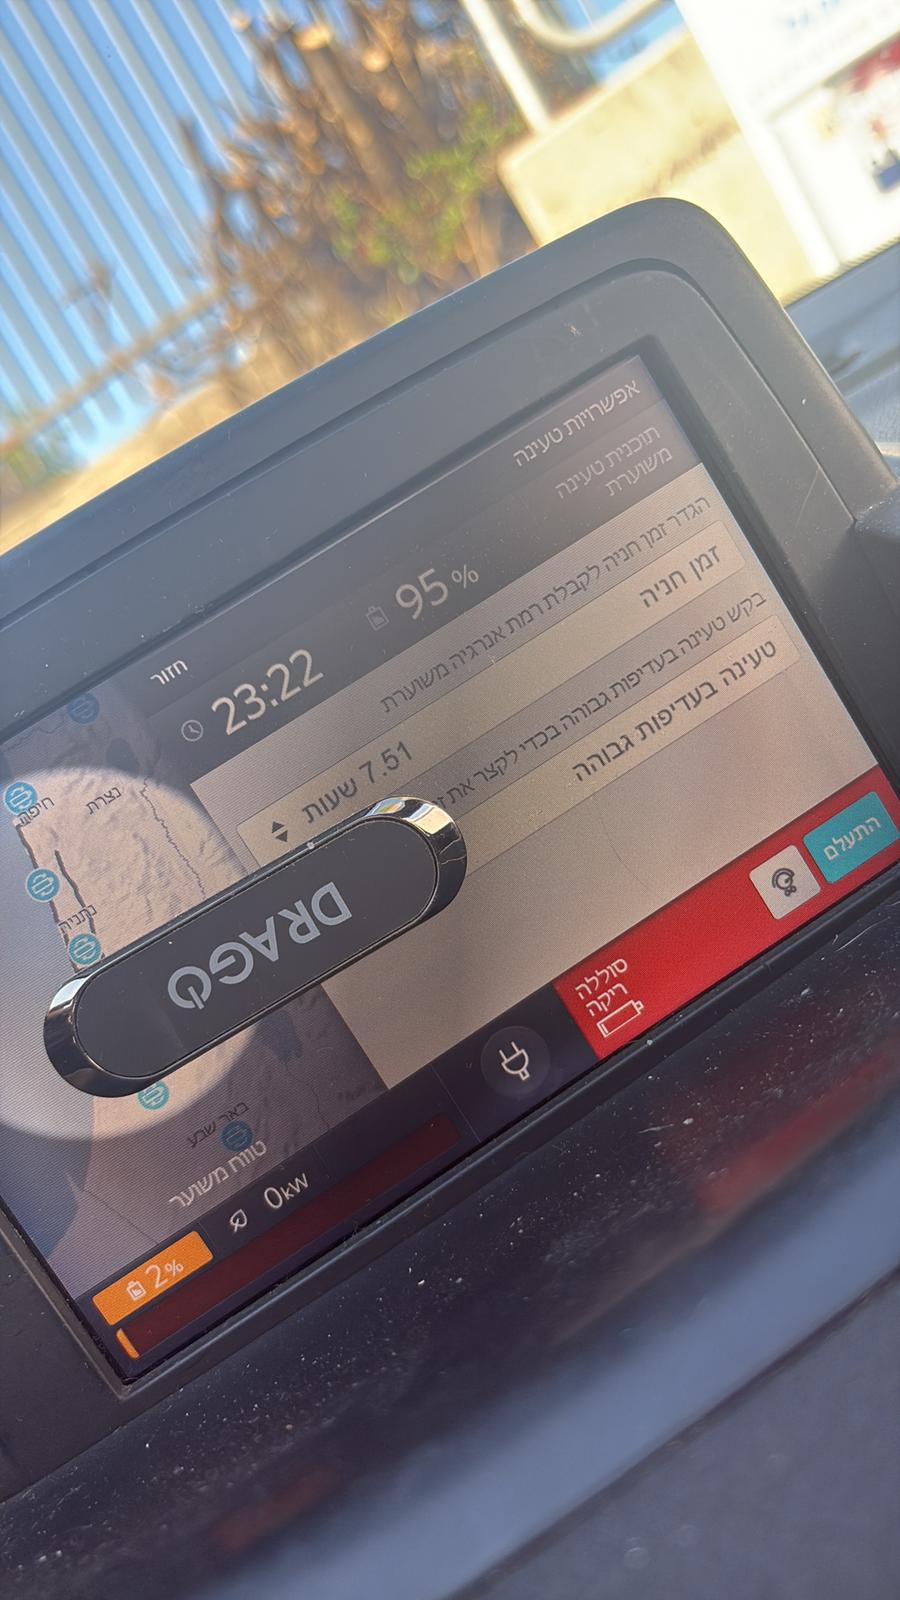 אפשרויות טעינה
תוכנית טעינה
משוערת
95%
23:22
חזור
הגדר זמן חניה לקבלת רמת אנרגיה משוערת
זמן חניה
7.51 שעות
בקש טעינה בעדיפות גבוהה בכדי לקצר את
טעינה בעדיפות גבוהה
חיפה
נצרת
נתניה
DRAGO
באר שבע
טווח משוער
התעלם
סוללה
ריקה
0kW
2%